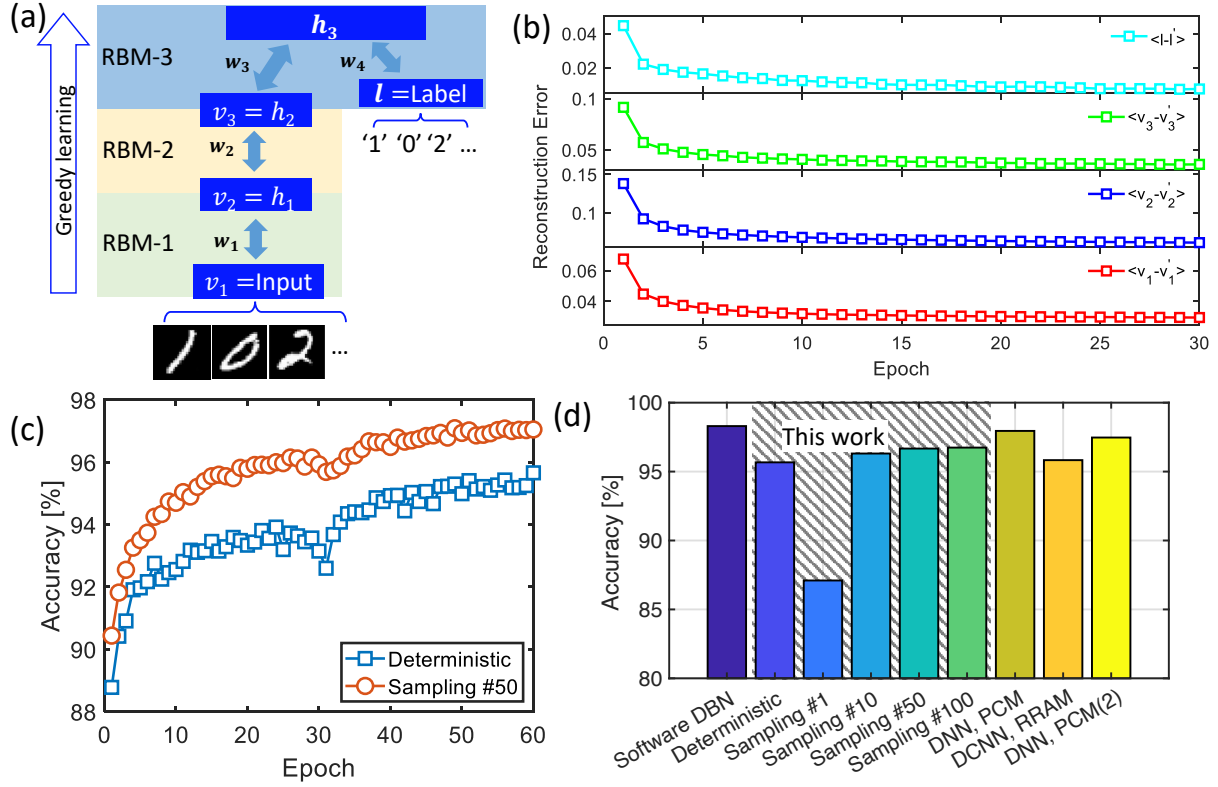 (a)
Greedy learning
RBM-3
h₃
w₃
w₄
l =Label
‘1’ ‘0’ ‘2’ ...
v₃ = h₂
RBM-2
w₂
v₂ = h₁
RBM-1
w₁
v₁ =Input
1 0 2 ...
(b)
Reconstruction Error
0.04
0.02
<l-l'>
0.1
0.05
<v₃-v₃'>
0.15
0.1
<v₂-v₂'>
0.06
0.04
<v₁-v₁'>
0 5 10 15 20 25 30
Epoch
(c)
Accuracy [%]
98
96
94
92
90
88
Deterministic
Sampling #50
0 10 20 30 40 50 60
Epoch
(d)
Accuracy [%]
100
95
90
85
80
This work
Software DBN
Deterministic
Sampling #1
Sampling #10
Sampling #50
Sampling #100
DNN, PCM
DCNN, RRAM
DNN, PCM(2)